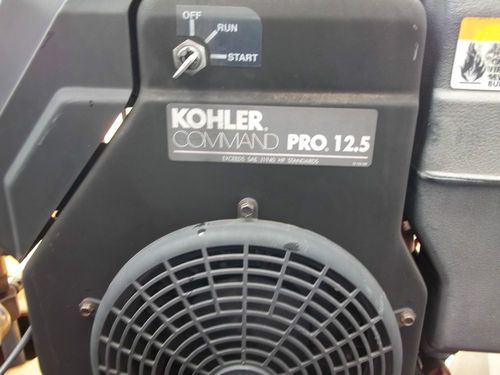 OFF
RUN
START
KOHLER.
COMMAND PRO. 12.5
EXCEEDS SAE J1940 HP STANDARDS